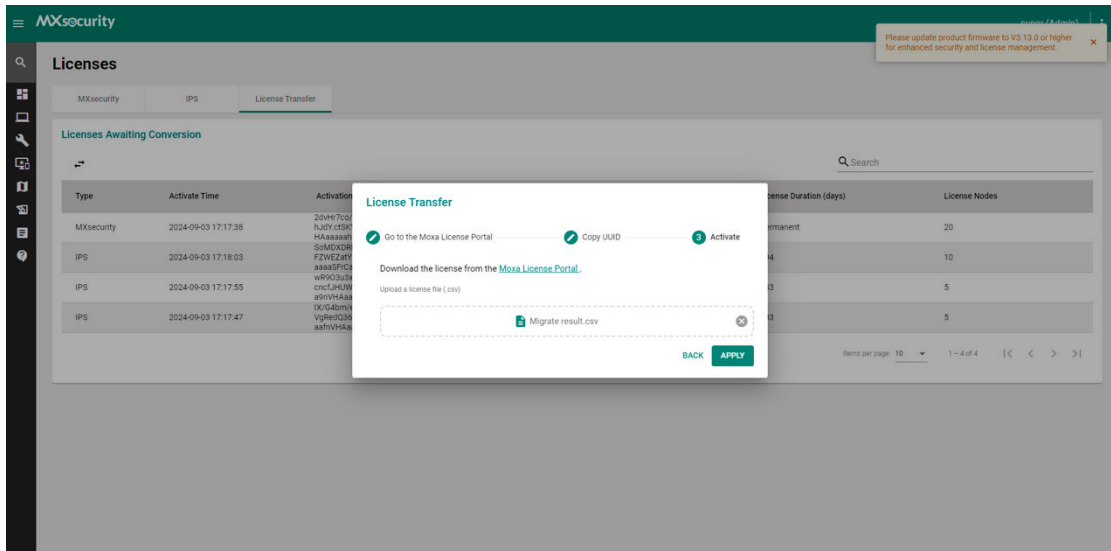 MXsecurity
Please update product firmware to V3.13.0 or higher
for enhanced security and license management.
Licenses
MXsecurity
IPS
License Transfer
Licenses Awaiting Conversion
Search
Type
Activate Time
License Nodes
MXsecurity
2024-09-03 17:17:38
20
IPS
2024-09-03 17:18:03
10
IPS
2024-09-03 17:17:55
5
IPS
2024-09-03 17:17:47
5
Items per page: 10
1 – 4 of 4
License Transfer
Go to the Moxa License Portal
Copy UUID
3 Activate
Download the license from the Moxa License Portal .
Upload a license file (.csv)
Migrate result.csv
BACK
APPLY